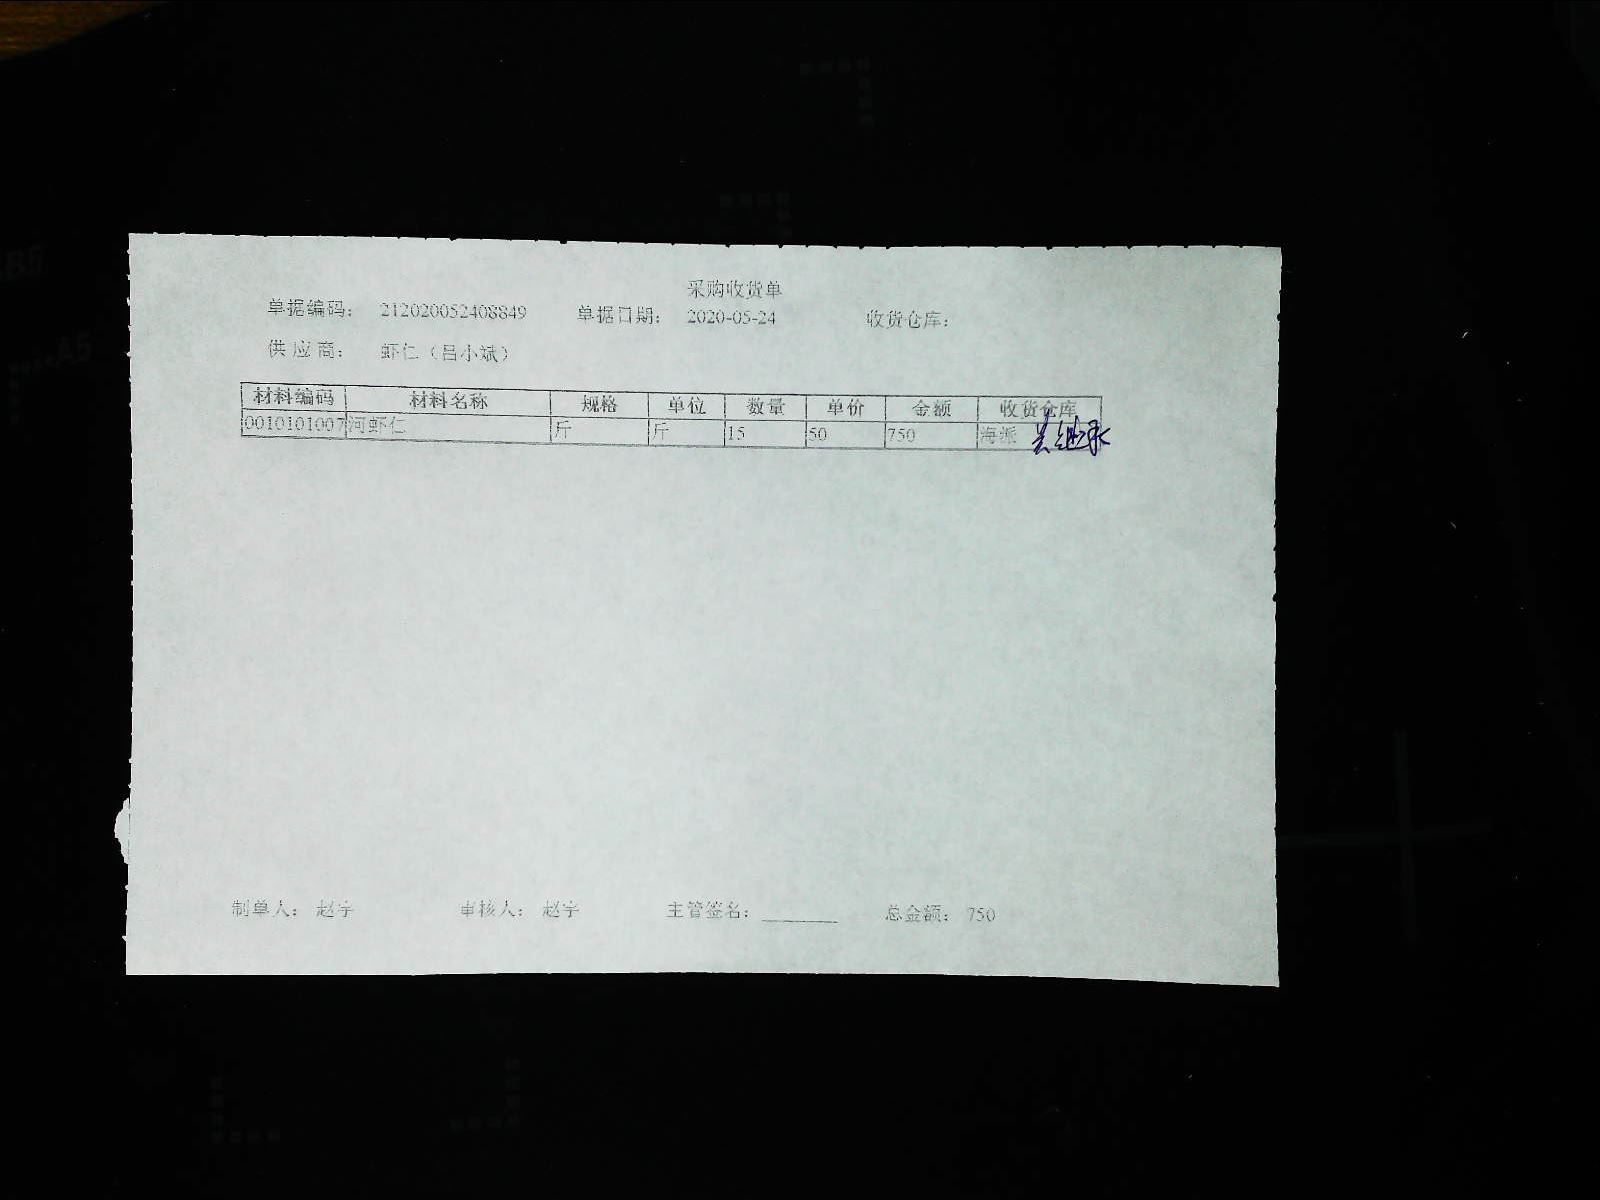 采购收货单
单据编码： 212020052408849 单据日期： 2020-05-24 收货仓库：
供应商： 虾仁（吕小斌）
材料编码 材料名称 规格 单位 数量 单价 金额 收货仓库
0010101007 河虾仁 斤 斤 15 50 750 海派
制单人： 赵宇 审核人： 赵宇 主管签名： 总金额： 750